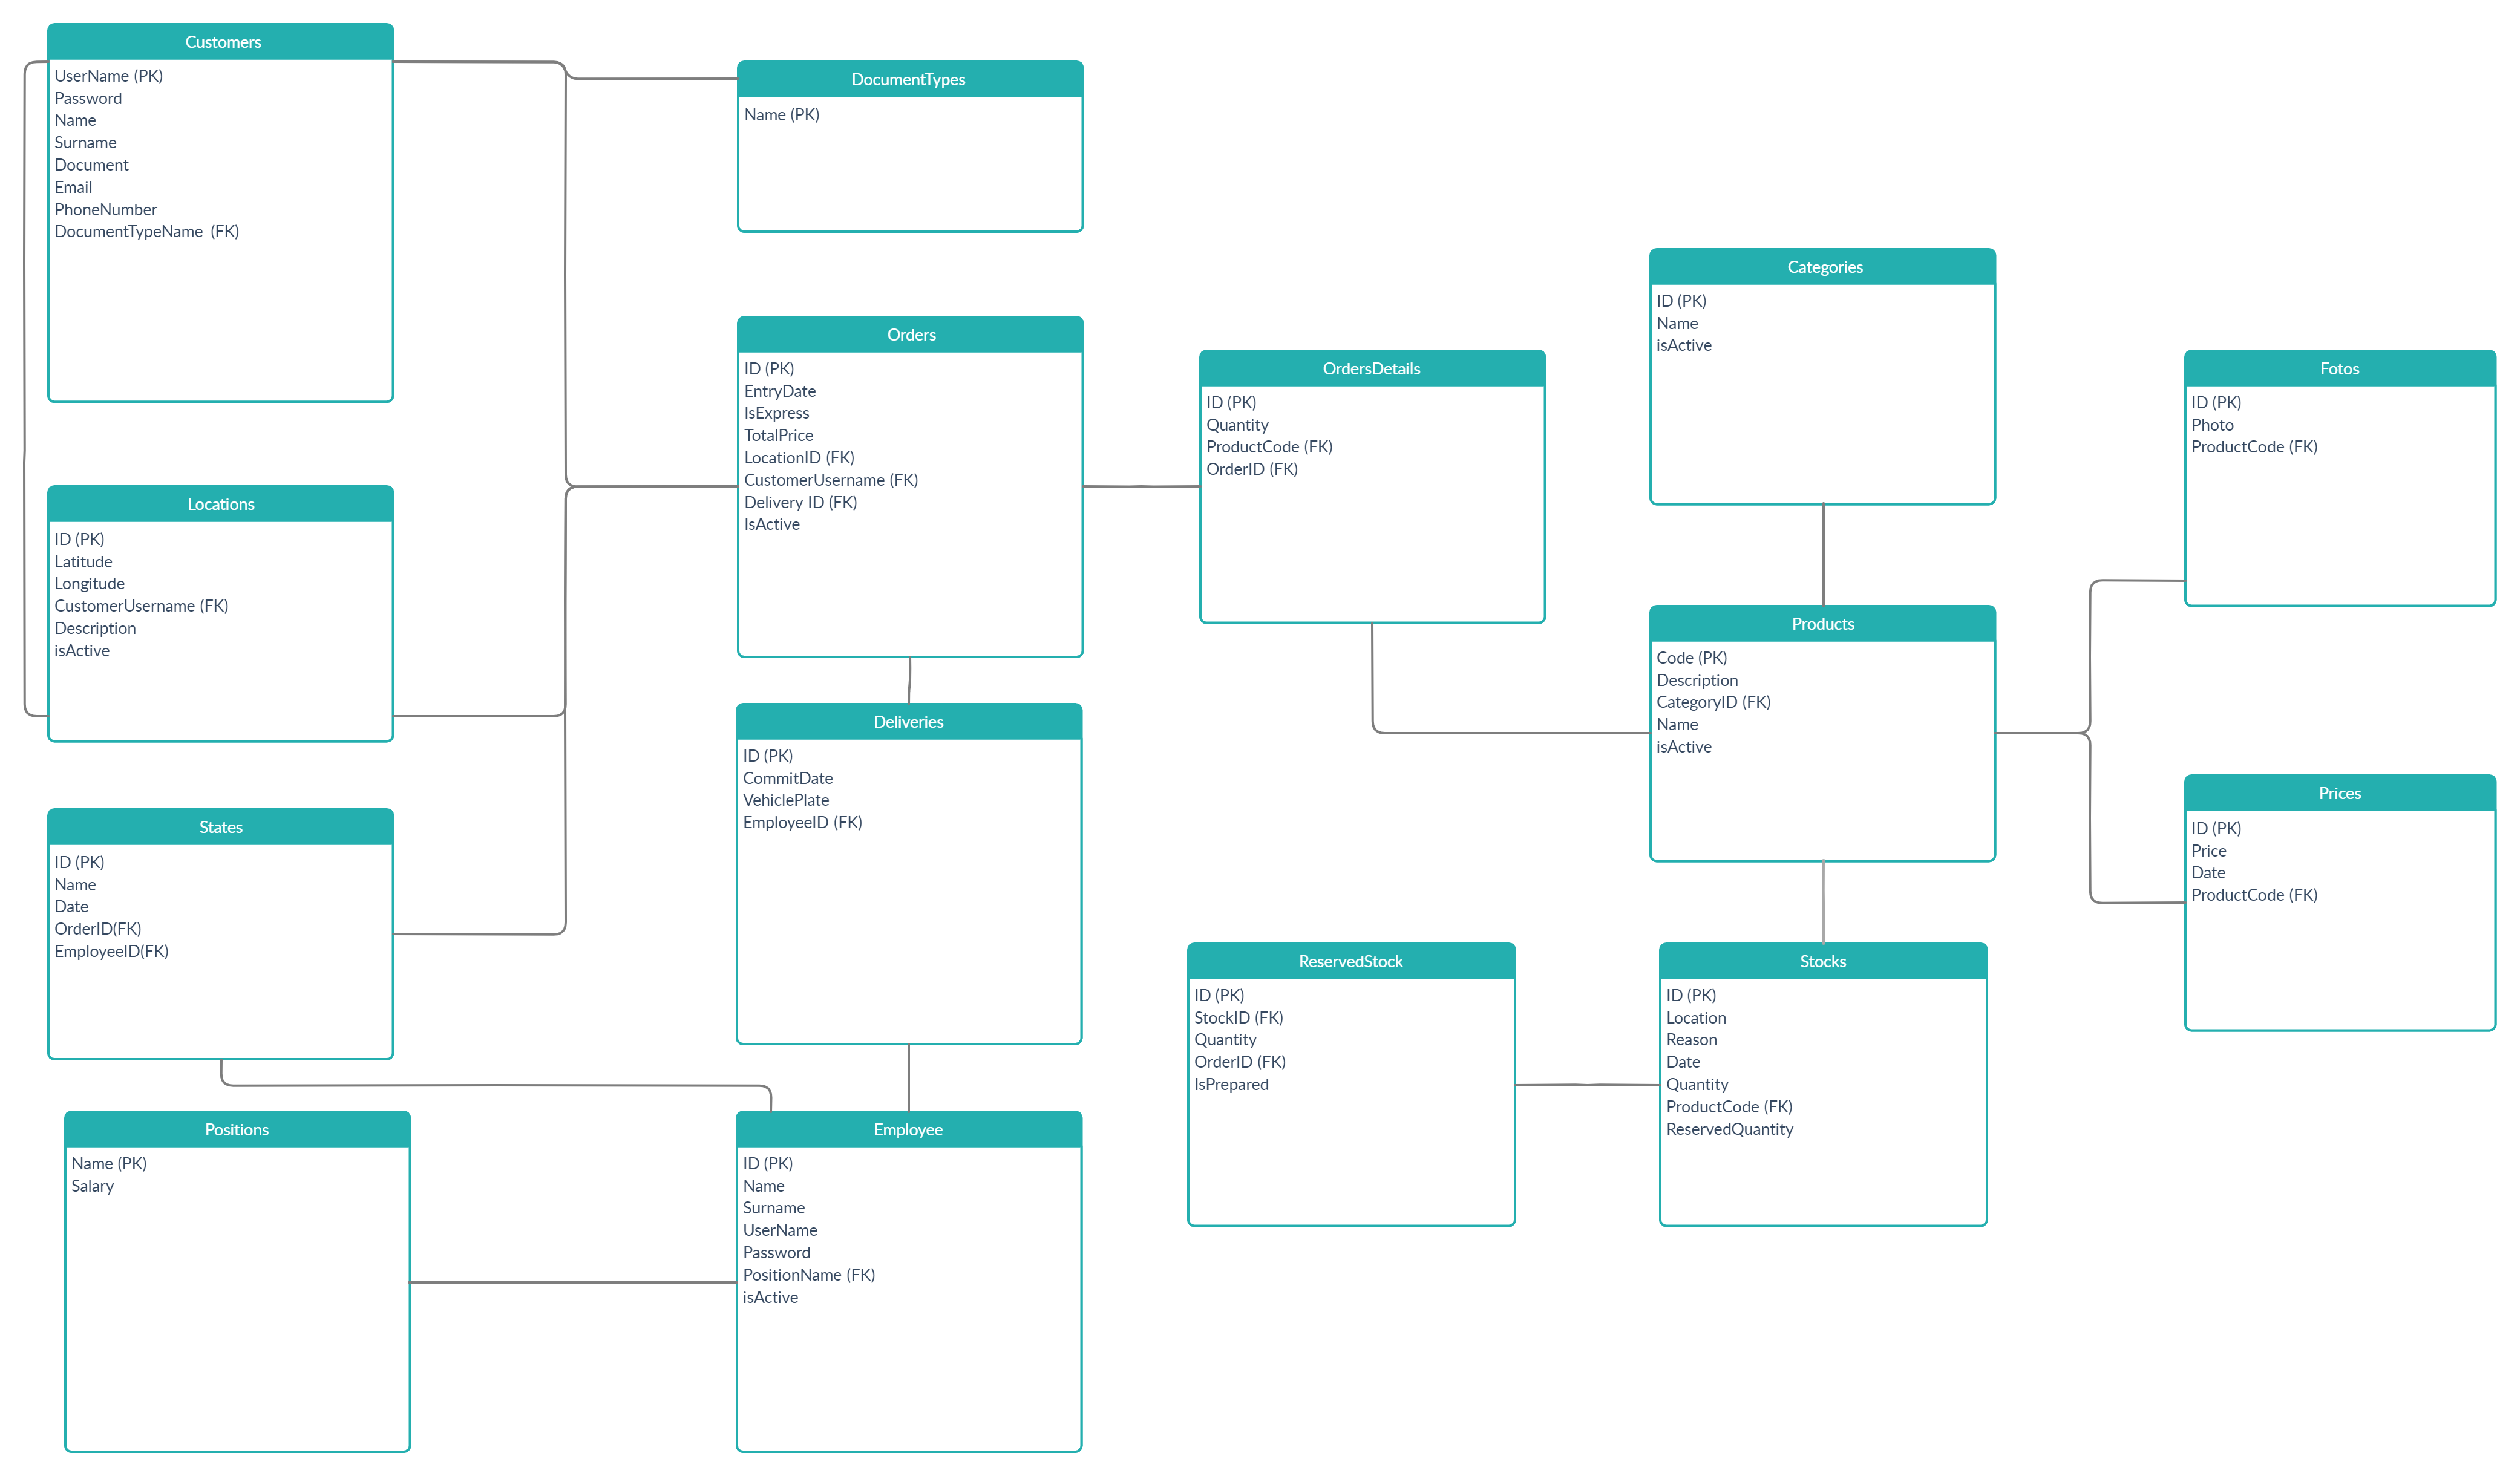 Customers
UserName (PK)
Password
Name
Surname
Document
Email
PhoneNumber
DocumentTypeName (FK)
DocumentTypes
Name (PK)
Orders
ID (PK)
EntryDate
IsExpress
TotalPrice
LocationID (FK)
CustomerUsername (FK)
Delivery ID (FK)
IsActive
OrdersDetails
ID (PK)
Quantity
ProductCode (FK)
OrderID (FK)
Categories
ID (PK)
Name
isActive
Fotos
ID (PK)
Photo
ProductCode (FK)
Locations
ID (PK)
Latitude
Longitude
CustomerUsername (FK)
Description
isActive
Products
Code (PK)
Description
CategoryID (FK)
Name
isActive
Deliveries
ID (PK)
CommitDate
VehiclePlate
EmployeeID (FK)
Prices
ID (PK)
Price
Date
ProductCode (FK)
States
ID (PK)
Name
Date
OrderID(FK)
EmployeeID(FK)
ReservedStock
ID (PK)
StockID (FK)
Quantity
OrderID (FK)
IsPrepared
Stocks
ID (PK)
Location
Reason
Date
Quantity
ProductCode (FK)
ReservedQuantity
Positions
Name (PK)
Salary
Employee
ID (PK)
Name
Surname
UserName
Password
PositionName (FK)
isActive